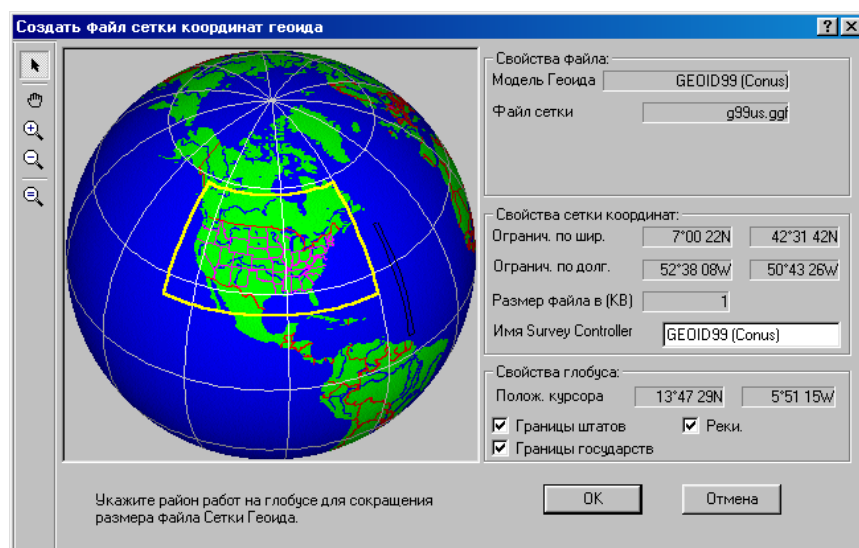 Создать файл сетки координат геоида
Свойства файла:
Модель Геоида GEOID99 (Conus)
Файл сетки g99us.ggf
Свойства сетки координат:
Огранич. по шир. 7°00 22N 42°31 42N
Огранич. по долг. 52°38 08W 50°43 26W
Размер файла в (КВ) 1
Имя Survey Controller GEOID99 (Conus)
Свойства глобуса:
Полож. курсора 13°47 29N 5°51 15W
Границы штатов Реки.
Границы государств
Укажите район работ на глобусе для сокращения
размера файла Сетки Геоида.
OK Отмена